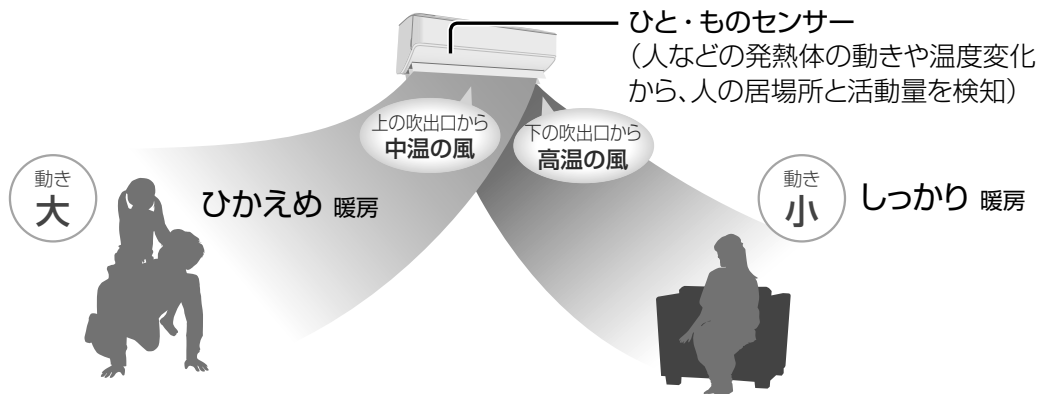 ひと・ものセンサー
（人などの発熱体の動きや温度変化
から、人の居場所と活動量を検知）
上の吹出口から
中温の風
下の吹出口から
高温の風
動き
大
ひかえめ 暖房
動き
小
しっかり 暖房